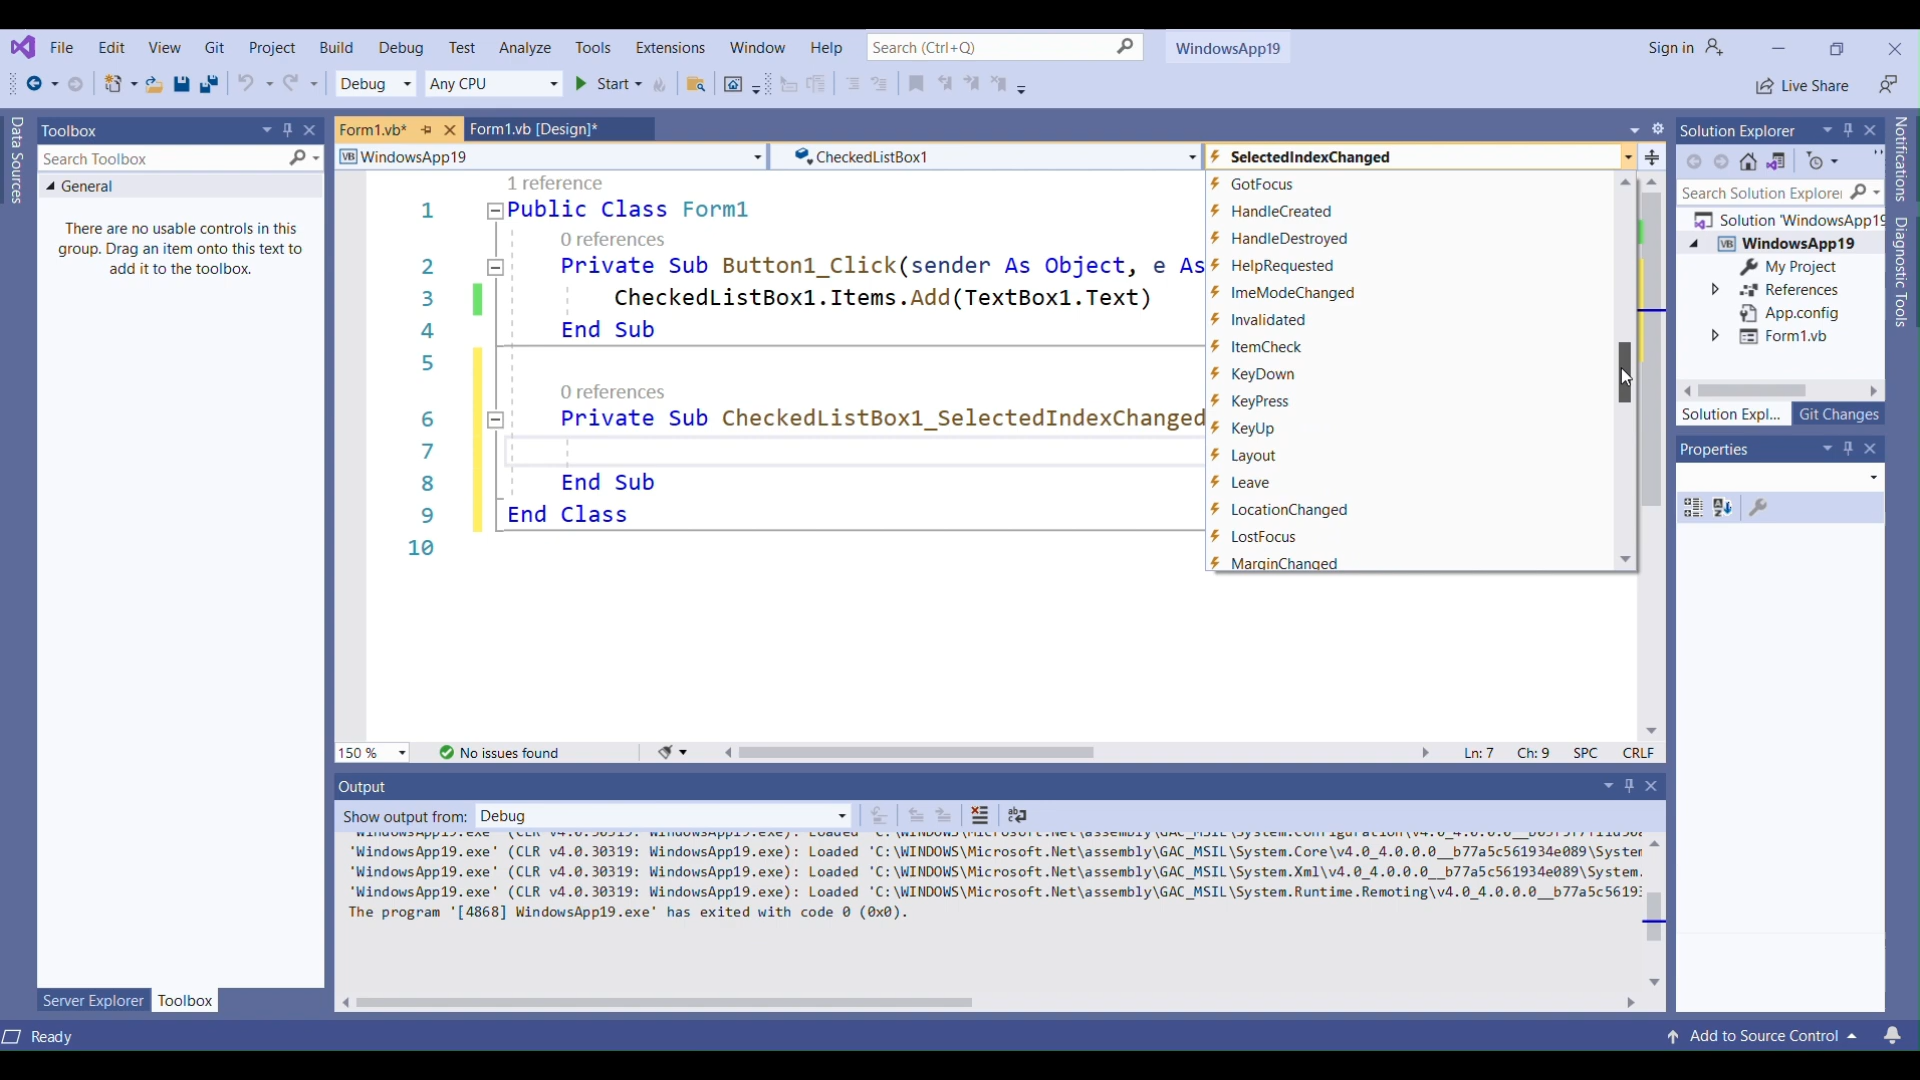 File Edit View Git Project Build Debug Test Analyze Tools Extensions Window Help Search (Ctrl+Q) WindowsApp19 Sign in
Debug Any CPU Start Live Share
Data Sources
Toolbox
Search Toolbox
General
There are no usable controls in this
group. Drag an item onto this text to
add it to the toolbox.
Server Explorer Toolbox
Form1.vb* Form1.vb [Design]*
VB WindowsApp19 CheckedListBox1 SelectedIndexChanged
1 reference
1 Public Class Form1
0 references
2 Private Sub Button1_Click(sender As Object, e As
3 CheckedListBox1.Items.Add(TextBox1.Text)
4 End Sub
5
0 references
6 Private Sub CheckedListBox1_SelectedIndexChanged
7
8 End Sub
9 End Class
10
GotFocus
HandleCreated
HandleDestroyed
HelpRequested
ImeModeChanged
Invalidated
ItemCheck
KeyDown
KeyPress
KeyUp
Layout
Leave
LocationChanged
LostFocus
MarginChanged
150 % No issues found Ln: 7 Ch: 9 SPC CRLF
Output
Show output from: Debug
'WindowsApp19.exe' (CLR v4.0.30319: WindowsApp19.exe): Loaded 'C:\WINDOWS\Microsoft.Net\assembly\GAC_MSIL\System.Core\v4.0_4.0.0.0__b77a5c561934e089\System
'WindowsApp19.exe' (CLR v4.0.30319: WindowsApp19.exe): Loaded 'C:\WINDOWS\Microsoft.Net\assembly\GAC_MSIL\System.Xml\v4.0_4.0.0.0__b77a5c561934e089\System.
'WindowsApp19.exe' (CLR v4.0.30319: WindowsApp19.exe): Loaded 'C:\WINDOWS\Microsoft.Net\assembly\GAC_MSIL\System.Runtime.Remoting\v4.0_4.0.0.0__b77a5c5619
The program '[4868] WindowsApp19.exe' has exited with code 0 (0x0).
Solution Explorer
Search Solution Explorer
Solution 'WindowsApp19
VB WindowsApp19
My Project
References
App.config
Form1.vb
Solution Expl... Git Changes
Properties
Notifications
Diagnostic Tools
Ready Add to Source Control